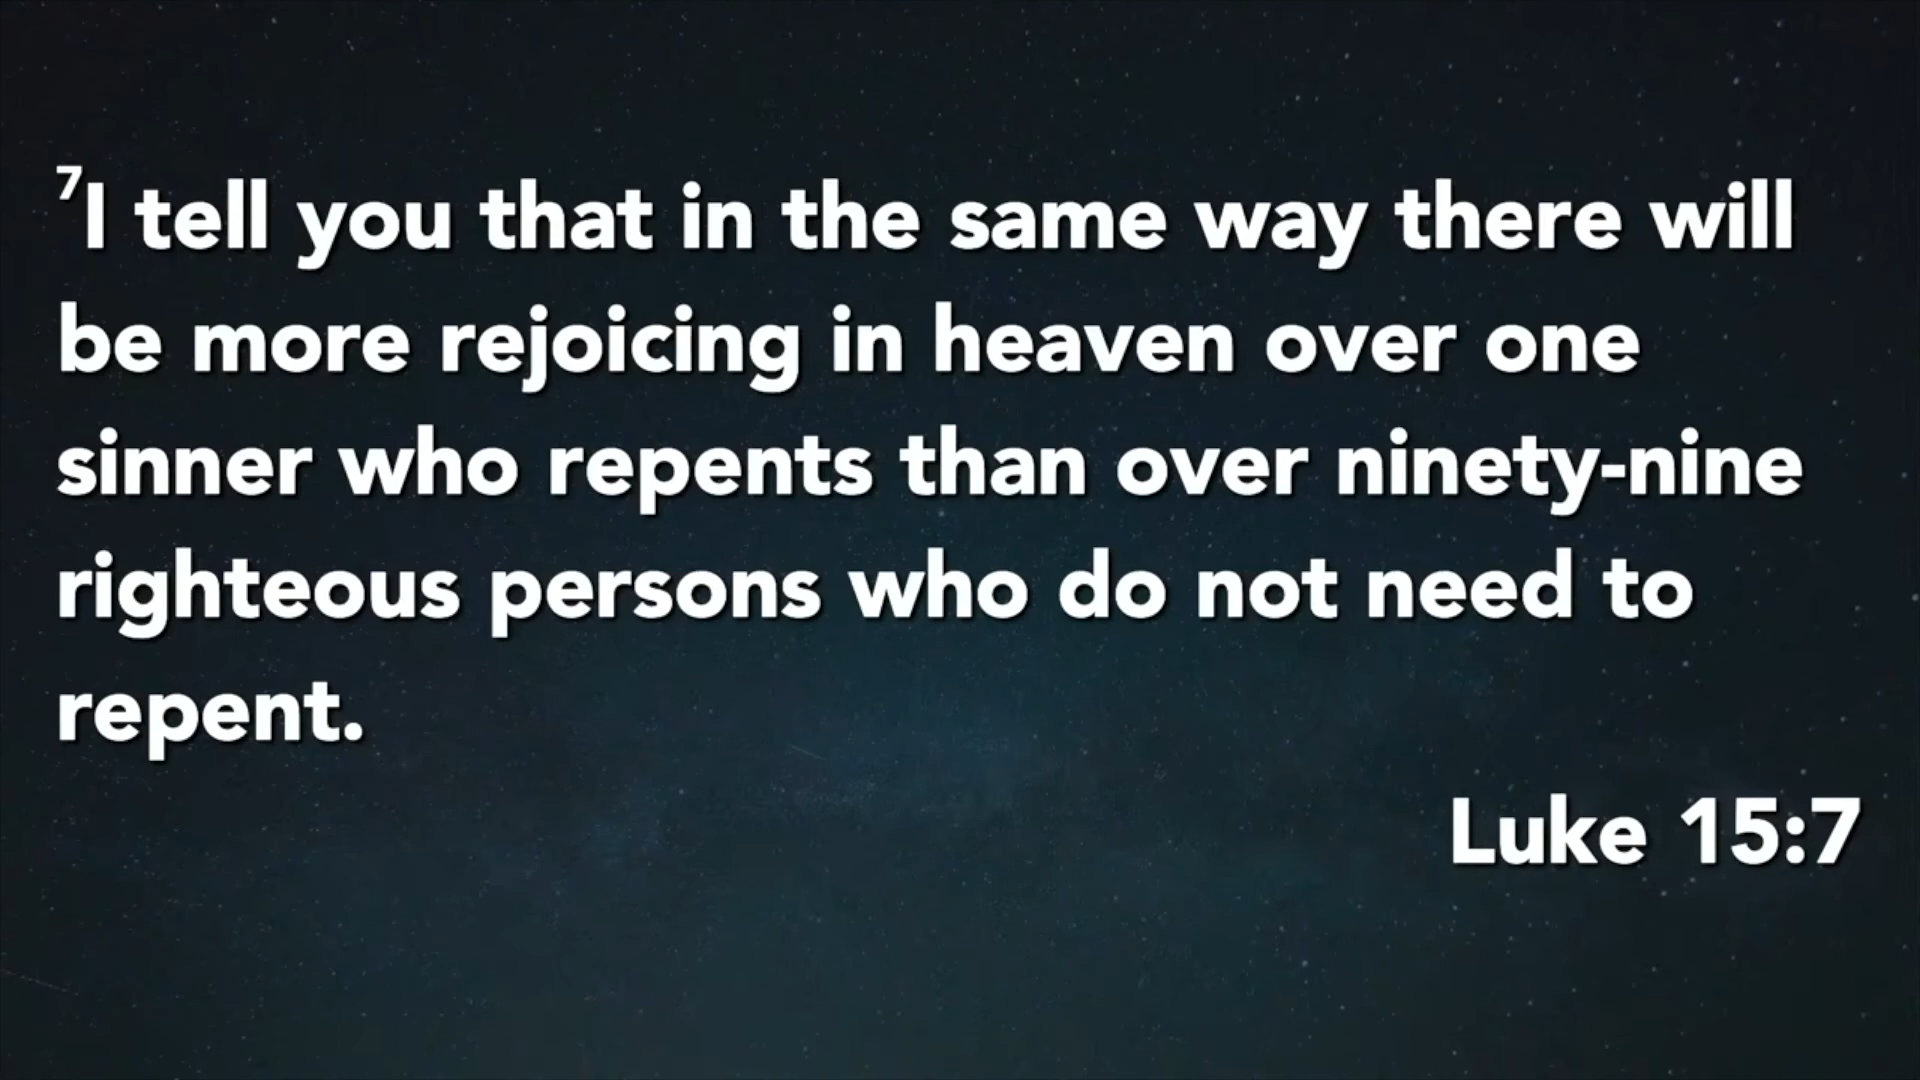 ⁷I tell you that in the same way there will
be more rejoicing in heaven over one
sinner who repents than over ninety-nine
righteous persons who do not need to
repent.
Luke 15:7